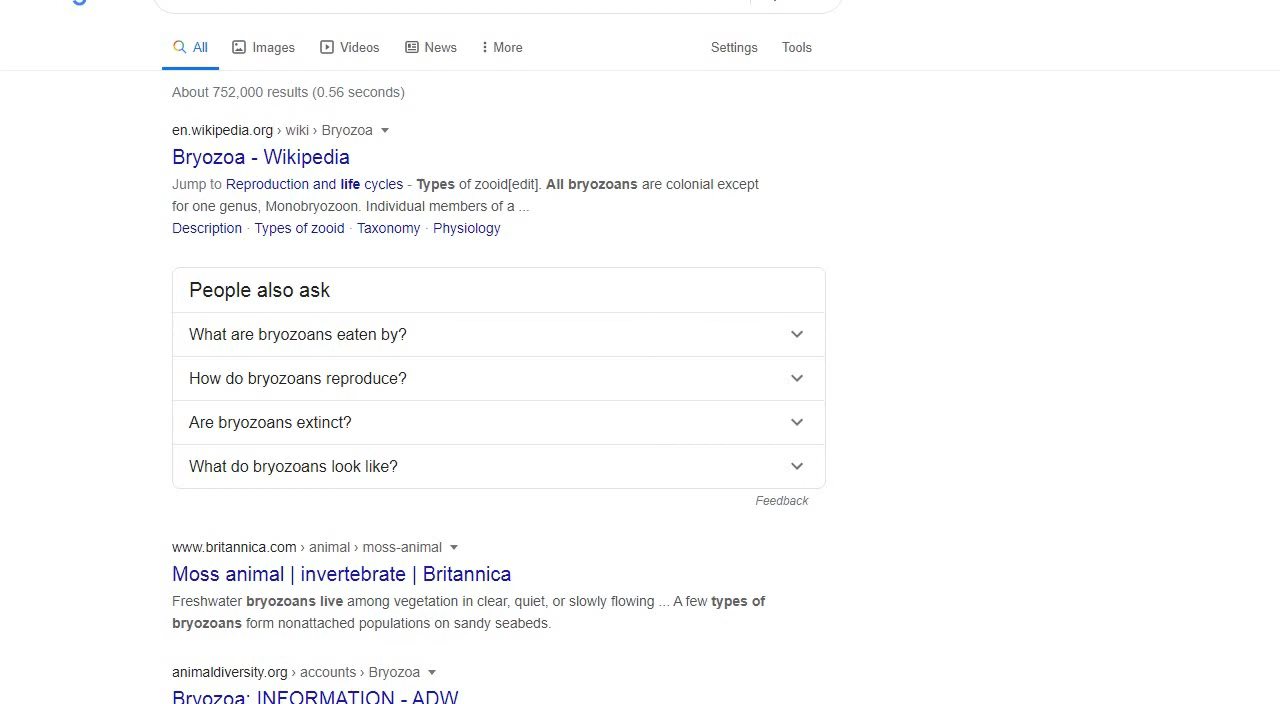 All Images Videos News More Settings Tools
About 752,000 results (0.56 seconds)
en.wikipedia.org › wiki › Bryozoa
Bryozoa - Wikipedia
Jump to Reproduction and life cycles - Types of zooid[edit]. All bryozoans are colonial except
for one genus, Monobryozoon. Individual members of a ...
Description · Types of zooid · Taxonomy · Physiology
People also ask
What are bryozoans eaten by?
How do bryozoans reproduce?
Are bryozoans extinct?
What do bryozoans look like?
Feedback
www.britannica.com › animal › moss-animal
Moss animal | invertebrate | Britannica
Freshwater bryozoans live among vegetation in clear, quiet, or slowly flowing ... A few types of
bryozoans form nonattached populations on sandy seabeds.
animaldiversity.org › accounts › Bryozoa
Bryozoa: INFORMATION - ADW